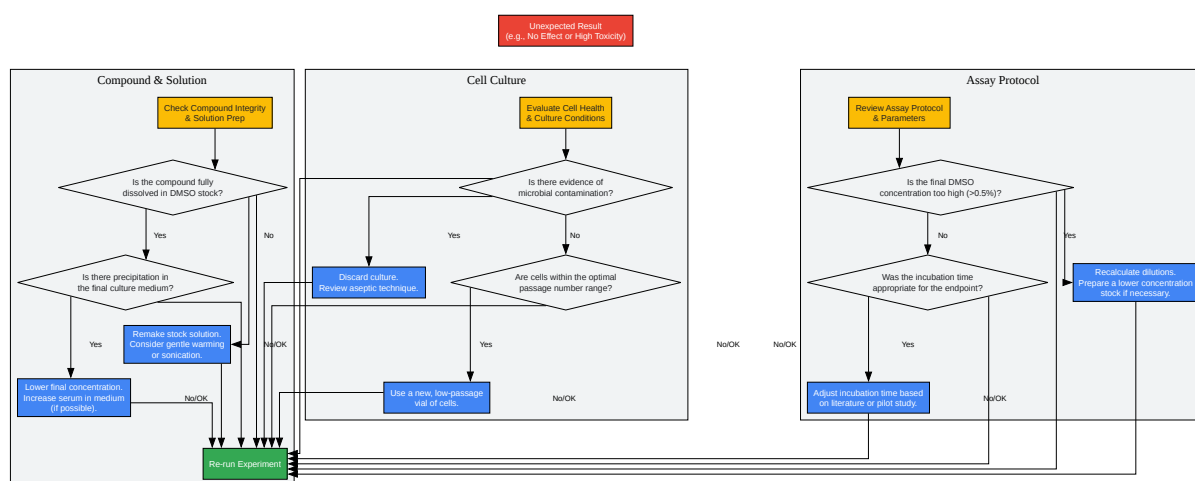 Unexpected Result
(e.g., No Effect or High Toxicity)
Compound & Solution
Check Compound Integrity
& Solution Prep
Is the compound fully
dissolved in DMSO stock?
Yes
No
Is there precipitation in
the final culture medium?
Remake stock solution.
Consider gentle warming
or sonication.
Yes
No/OK
Lower final concentration.
Increase serum in medium
(if possible).
No/OK
Re-run Experiment
Cell Culture
Evaluate Cell Health
& Culture Conditions
Is there evidence of
microbial contamination?
Yes
No
Discard culture.
Review aseptic technique.
Are cells within the optimal
passage number range?
Yes
Use a new, low-passage
vial of cells.
No/OK
No/OK
No/OK
Assay Protocol
Review Assay Protocol
& Parameters
Is the final DMSO
concentration too high (>0.5%)?
No
Yes
Was the incubation time
appropriate for the endpoint?
Recalculate dilutions.
Prepare a lower concentration
stock if necessary.
Yes
Adjust incubation time based
on literature or pilot study.
No/OK